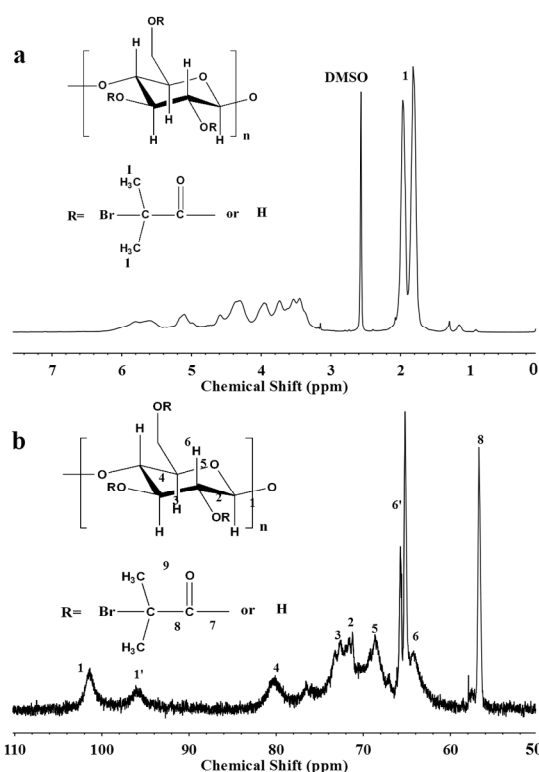 a
OR
H
H
O
O
O
RO
OR
H
H
H
n
DMSO
1
1
H₃C
O
R= Br C C or H
H₃C
1
7 6 5 4 3 2 1 0
Chemical Shift (ppm)
b
OR
6
H
H
5
O
O
4
O
RO
3
H
2
1
OR
H
H
n
8
6'
H₃C
9
O
R= Br C C or H
8
7
H₃C
1
1'
4
3
2
5
6
110 100 90 80 70 60 50
Chemical Shift (ppm)